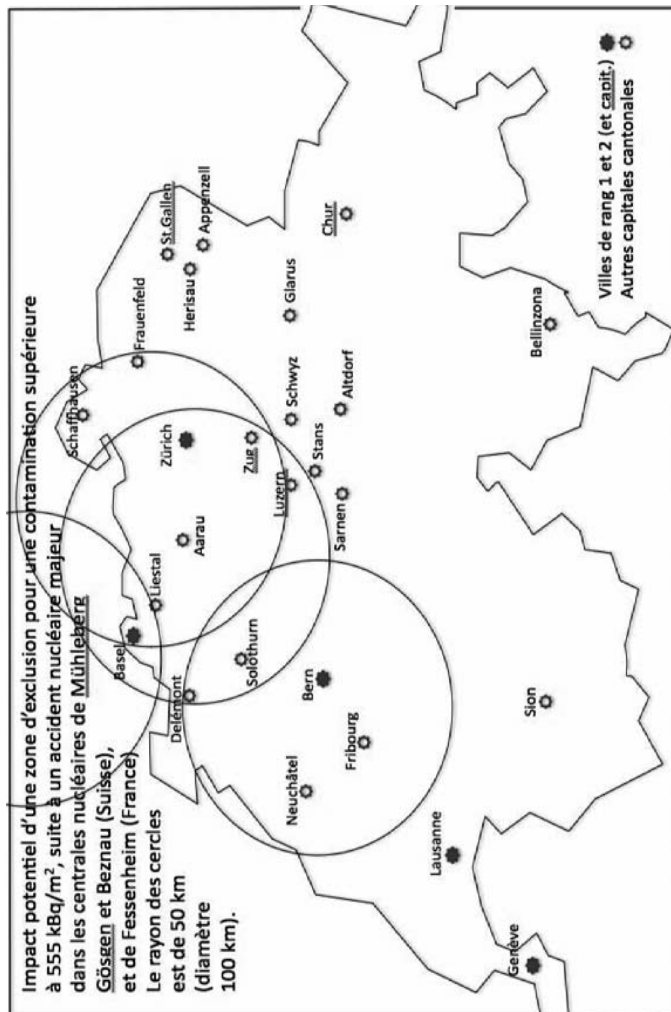 Impact potentiel d'une zone d'exclusion pour une contamination supérieure
à 555 kBq/m², suite à un accident nucléaire majeur
dans les centrales nucléaires de Mühleberg
Gösgen et Beznau (Suisse),
et de Fessenheim (France)
Le rayon des cercles
est de 50 km
(diamètre
100 km).
Schaffhausen
Frauenfeld
Basel
Liestal
St.Gallen
Delémont
Aarau
Zürich
Herisau
Appenzell
Solothurn
Zug
Neuchâtel
Bern
Luzern
Schwyz
Glarus
Stans
Fribourg
Sarnen
Altdorf
Chur
Lausanne
Genève
Sion
Bellinzona
Villes de rang 1 et 2 (et capit.)
Autres capitales cantonales